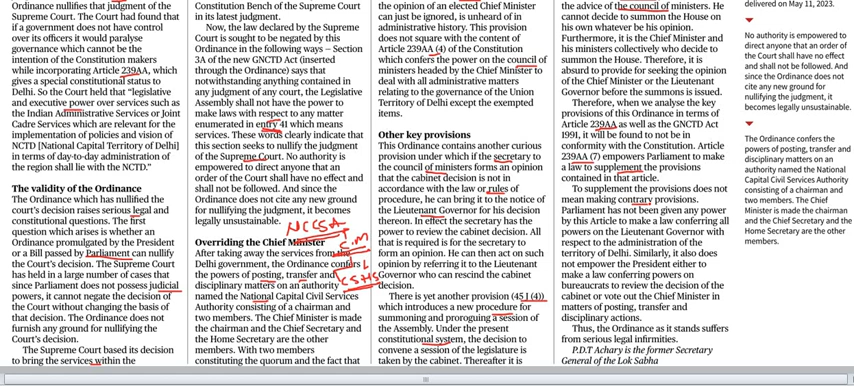 Ordinance nullifies that judgment of the
Supreme Court. The Court had found that
if a government does not have control
over its officers it would paralyse
governance which cannot be the
intention of the Constitution makers
while incorporating Article 239AA, which
gives a special constitutional status to
Delhi. So the Court held that “legislative
and executive power over services such as
the Indian Administrative Services or Joint
Cadre Services which are relevant for the
implementation of policies and vision of
NCTD [National Capital Territory of Delhi]
in terms of day-to-day administration of
the region shall lie with the NCTD.”
The validity of the Ordinance
The Ordinance which has nullified the
court’s decision raises serious legal and
constitutional questions. The first
question which arises is whether an
Ordinance promulgated by the President
or a Bill passed by Parliament can nullify
the Court’s decision. The Supreme Court
has held in a large number of cases that
since Parliament does not possess judicial
powers, it cannot negate the decision of
the Court without changing the basis of
that decision. The Ordinance does not
furnish any ground for nullifying the
Court’s decision.
The Supreme Court based its decision
to bring the services within the
Constitution Bench of the Supreme Court
in its latest judgment.
Now, the law declared by the Supreme
Court is sought to be negated by this
Ordinance in the following ways – Section
3A of the new GNCTD Act (inserted
through the Ordinance) says that
notwithstanding anything contained in
any judgment of any court, the Legislative
Assembly shall not have the power to
make laws with respect to any matter
enumerated in entry 41 which means
services. These words clearly indicate that
this section seeks to nullify the judgment
of the Supreme Court. No authority is
empowered to direct anyone that an
order of the Court shall have no effect and
shall not be followed. And since the
Ordinance does not cite any new ground
for nullifying the judgment, it becomes
legally unsustainable.
NCCSA
Overriding the Chief Minister
C.M
After taking away the services from the
Delhi government, the Ordinance confers
the powers of posting, transfer and
disciplinary matters on an authority
CS HS
named the National Capital Civil Services
Authority consisting of a chairman and
two members. The Chief Minister is made
the chairman and the Chief Secretary and
the Home Secretary are the other
members. With two members
constituting the quorum and the fact that
the opinion of an elected Chief Minister
can just be ignored, is unheard of in
administrative history. This provision
does not square with the content of
Article 239AA (4) of the Constitution
which confers the power on the council of
ministers headed by the Chief Minister to
deal with all administrative matters
relating to the governance of the Union
Territory of Delhi except the exempted
items.
Other key provisions
This Ordinance contains another curious
provision under which if the secretary to
the council of ministers forms an opinion
that the cabinet decision is not in
accordance with the law or rules of
procedure, he can bring it to the notice of
the Lieutenant Governor for his decision
thereon. In effect the secretary has the
power to review the cabinet decision. All
that is required is for the secretary to
form an opinion. He can then act on such
opinion by referring it to the Lieutenant
Governor who can rescind the cabinet
decision.
There is yet another provision (45 J (4))
which introduces a new procedure for
summoning and proroguing a session of
the Assembly. Under the present
constitutional system, the decision to
convene a session of the legislature is
taken by the cabinet. Thereafter it is
the advice of the council of ministers. He
cannot decide to summon the House on
his own whatever be his opinion.
Furthermore, it is the Chief Minister and
his ministers collectively who decide to
summon the House. Therefore, it is
absurd to provide for seeking the opinion
of the Chief Minister or the Lieutenant
Governor before the summons is issued.
Therefore, when we analyse the key
provisions of this Ordinance in terms of
Article 239AA as well as the GNCTD Act
1991, it will be found to not be in
conformity with the Constitution. Article
239AA (7) empowers Parliament to make
a law to supplement the provisions
contained in that article.
To supplement the provisions does not
mean making contrary provisions.
Parliament has not been given any power
by this Article to make a law conferring all
powers on the Lieutenant Governor with
respect to the administration of the
territory of Delhi. Similarly, it also does
not empower the President either to
make a law conferring powers on
bureaucrats to review the decision of the
cabinet or vote out the Chief Minister in
matters of posting, transfer and
disciplinary actions.
Thus, the Ordinance as it stands suffers
from serious legal infirmities.
P.D.T Achary is the former Secretary
General of the Lok Sabha
delivered on May 11, 2023.
No authority is empowered to
direct anyone that an order of
the Court shall have no effect
and shall not be followed. And
since the Ordinance does not
cite any new ground for
nullifying the judgment, it
becomes legally unsustainable.
The Ordinance confers the
powers of posting, transfer and
disciplinary matters on an
authority named the National
Capital Civil Services Authority
consisting of a chairman and
two members. The Chief
Minister is made the chairman
and the Chief Secretary and the
Home Secretary are the other
members.